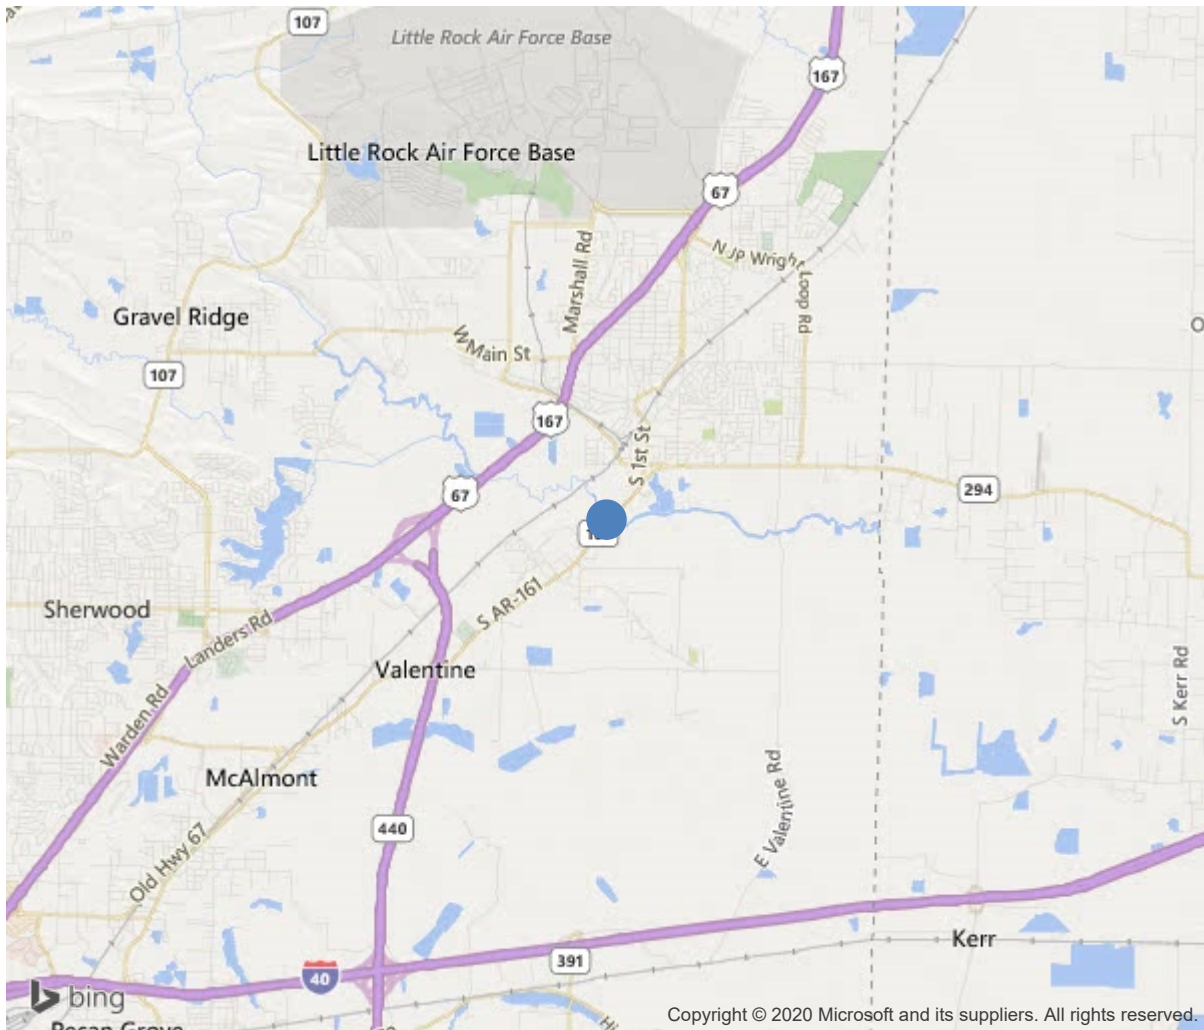 107
Little Rock Air Force Base
167
Little Rock Air Force Base
67
N JP Wright Loop Rd
Marshall Rd
Gravel Ridge
W Main St
107
167
S 1st St
67
294
S AR-161
Sherwood
Landers Rd
Valentine
S Kerr Rd
Warden Rd
McAlmont
E Valentine Rd
440
Old Hwy 67
Kerr
391
40
bing
Copyright © 2020 Microsoft and its suppliers. All rights reserved.